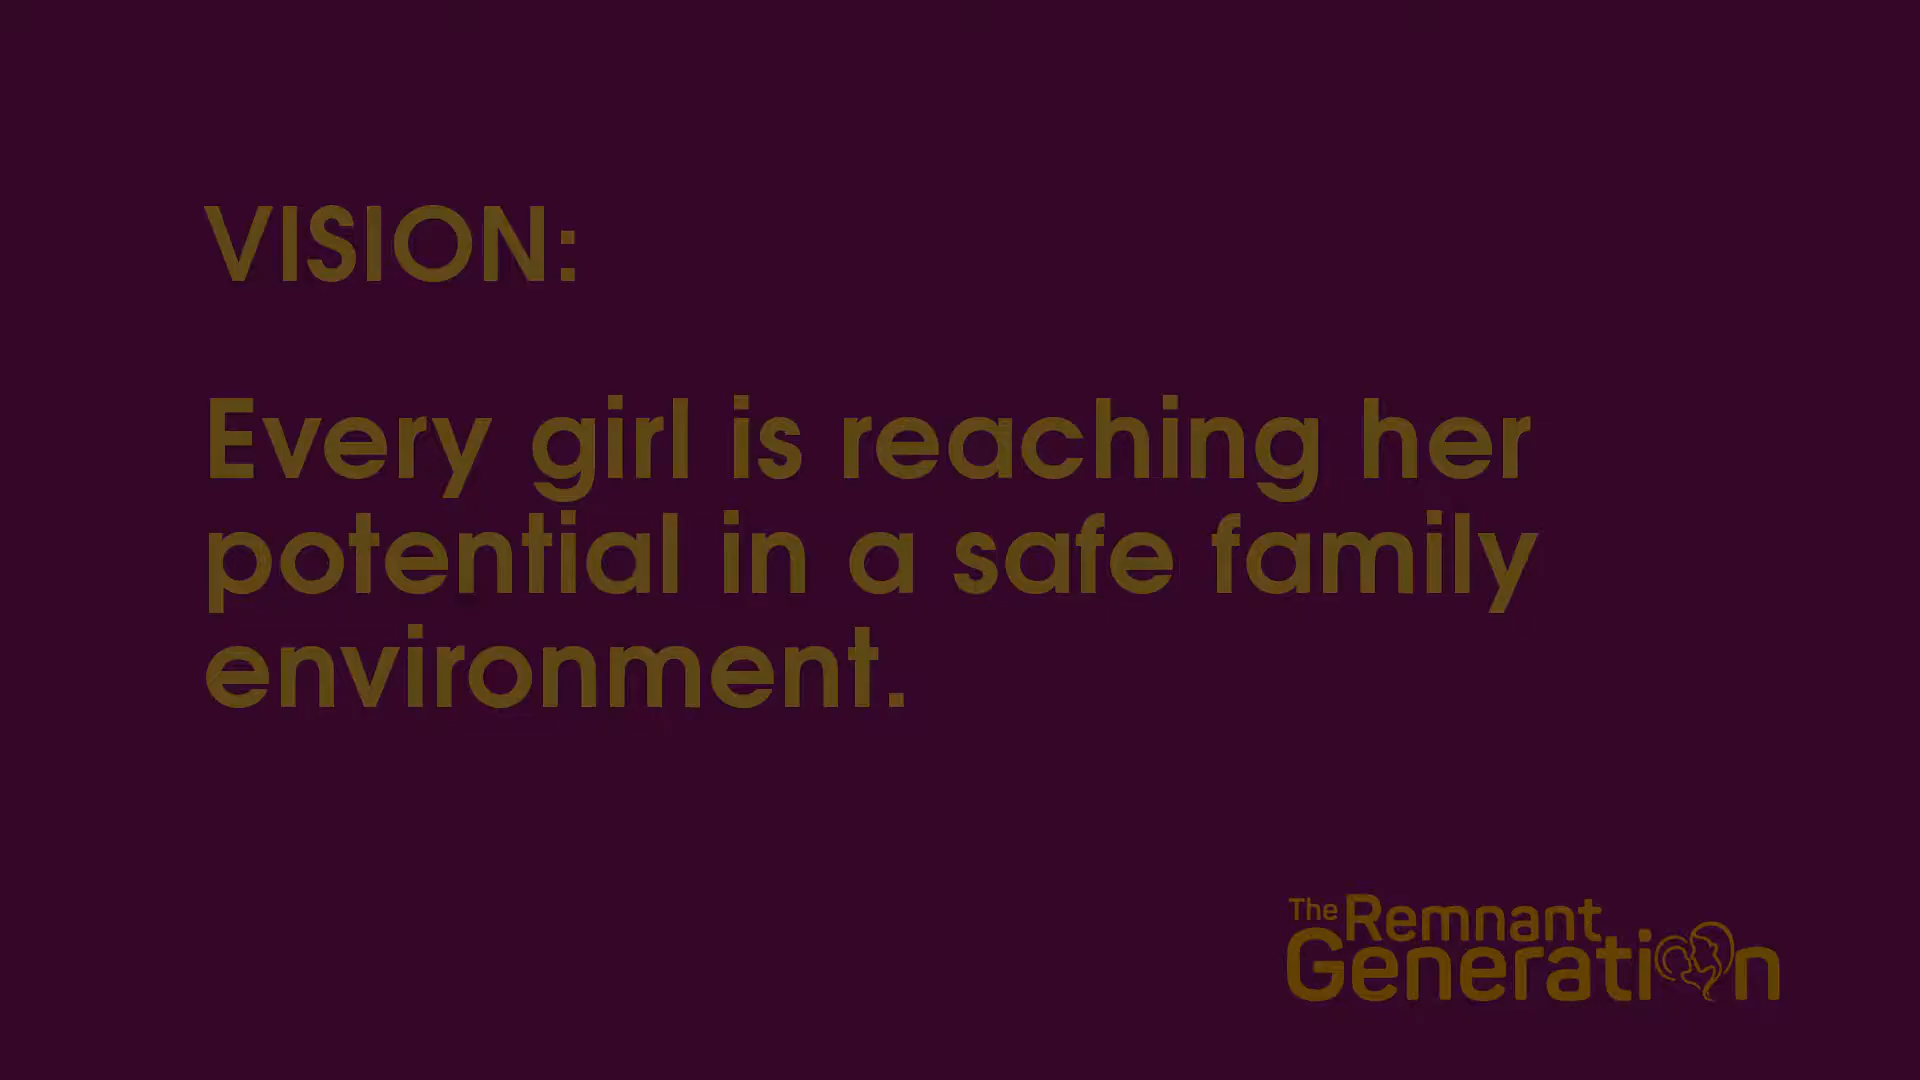 VISION:
Every girl is reaching her
potential in a safe family
environment.
The Remnant
Generation